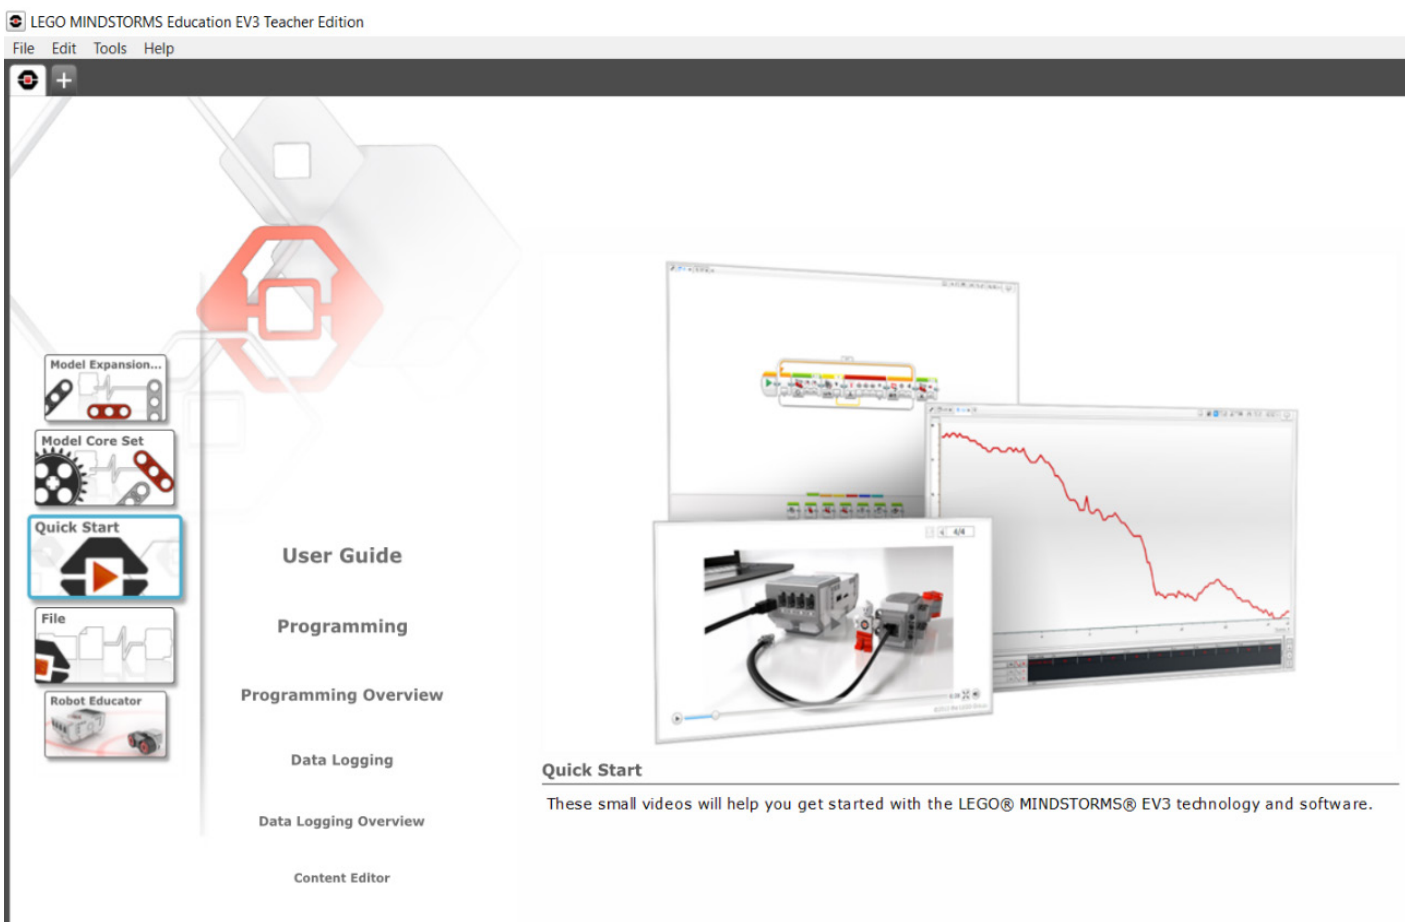 LEGO MINDSTORMS Education EV3 Teacher Edition
File Edit Tools Help
Model Expansion...
Model Core Set
Quick Start
File
Robot Educator
User Guide
Programming
Programming Overview
Data Logging
Data Logging Overview
Content Editor
4/4
Quick Start
These small videos will help you get started with the LEGO® MINDSTORMS® EV3 technology and software.